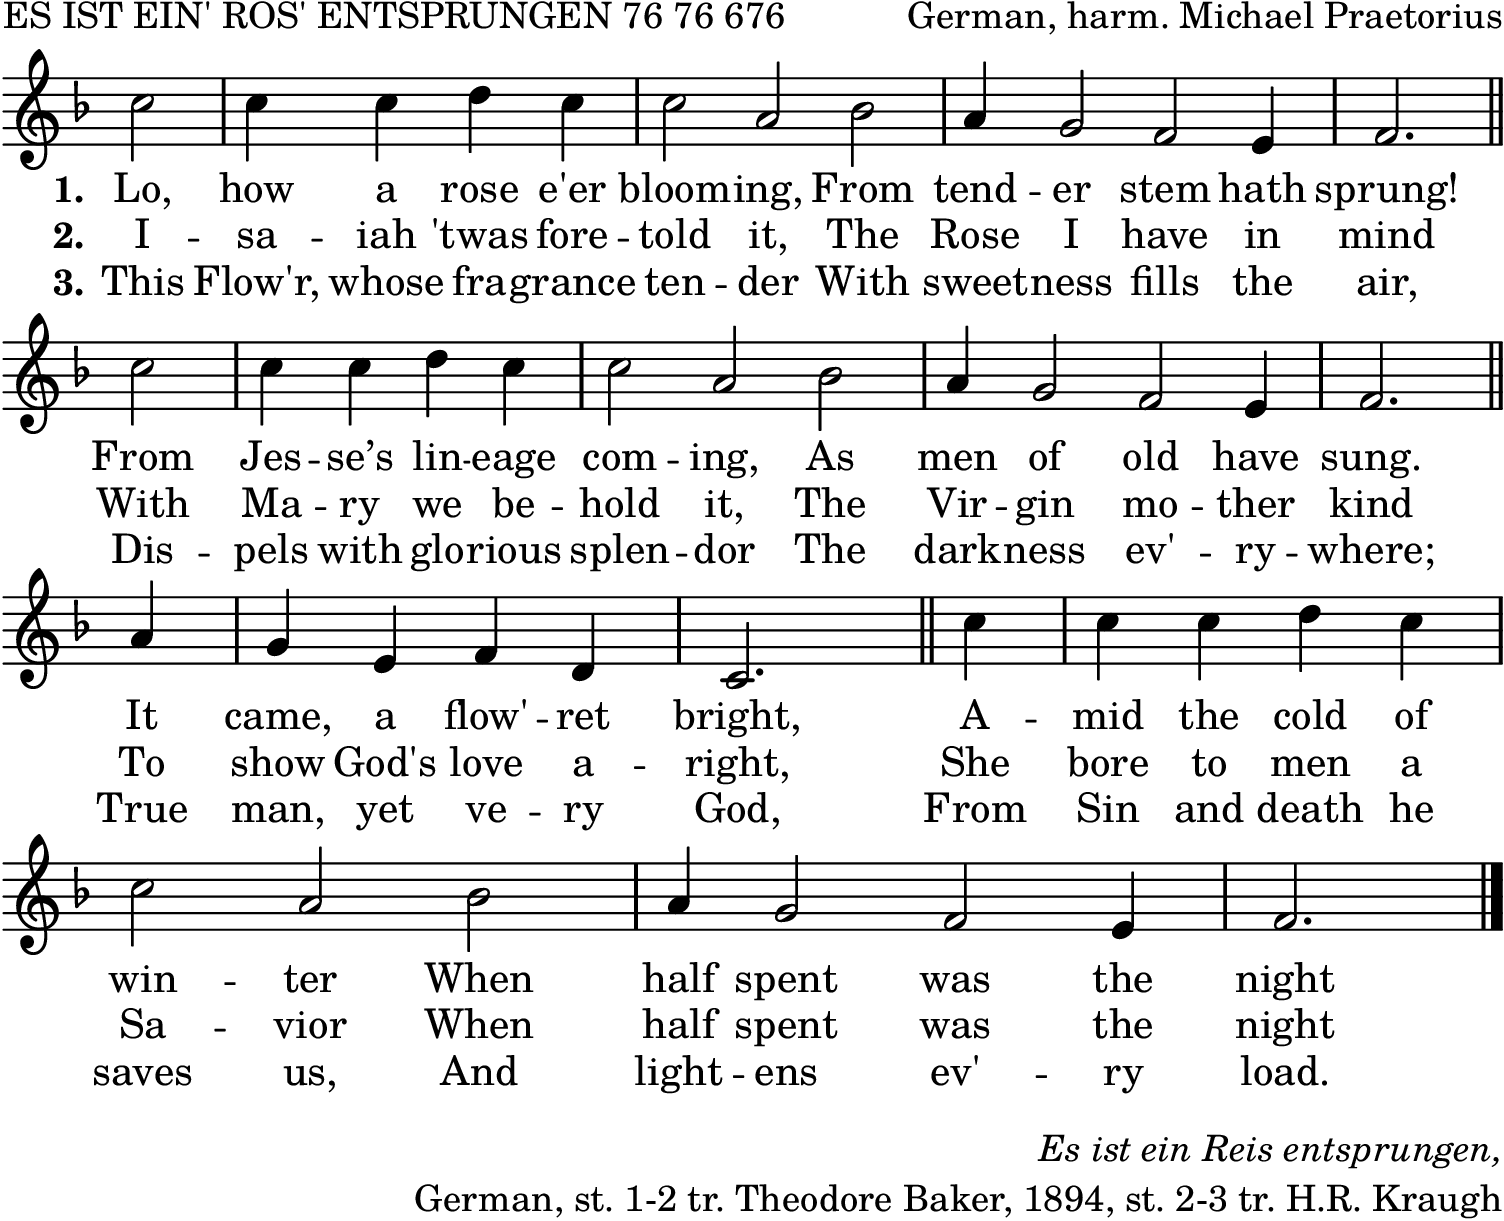 ES IST EIN' ROS' ENTSPRUNGEN 76 76 676 German, harm. Michael Praetorius
1. Lo, how a rose e'er blooming, From tend -- er stem hath sprung!
2. I -- sa -- iah 'twas fore -- told it, The Rose I have in mind
3. This Flow'r, whose fragrance ten -- der With sweetness fills the air,
From Jes -- se’s lin -- eage com -- ing, As men of old have sung.
With Ma -- ry we be -- hold it, The Vir -- gin mo -- ther kind
Dis -- pels with glorious splen -- dor The darkness ev' -- ry -- where;
It came, a flow' -- ret bright, A -- mid the cold of
To show God's love a -- right, She bore to men a
True man, yet ve -- ry God, From Sin and death he
win -- ter When half spent was the night
Sa -- vior When half spent was the night
saves us, And light -- ens ev' -- ry load.
Es ist ein Reis entsprungen,
German, st. 1-2 tr. Theodore Baker, 1894, st. 2-3 tr. H.R. Kraugh